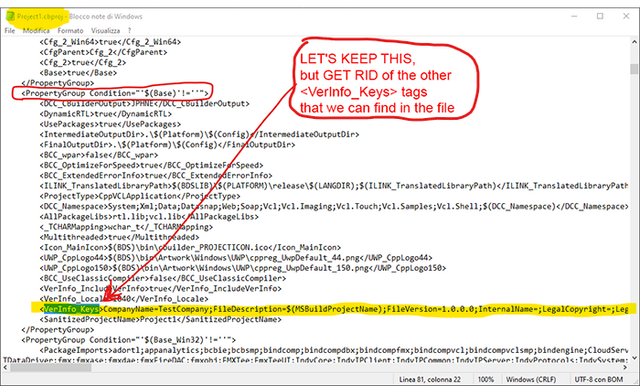 Project1.cbproj - Blocco note di Windows
File Modifica Formato Visualizza ?
<Cfg_2_Win64>true</Cfg_2_Win64>
<CfgParent>Cfg_2</CfgParent>
<Cfg_2>true</Cfg_2>
<Base>true</Base>
</PropertyGroup>
<PropertyGroup Condition="'$(Base)'!=''">
<DCC_CBuilderOutput>JPHNE</DCC_CBuilderOutput>
<DynamicRTL>true</DynamicRTL>
<UsePackages>true</UsePackages>
<IntermediateOutputDir>.\$(Platform)\$(Config)</IntermediateOutputDir>
<FinalOutputDir>.\$(Platform)\$(Config)</FinalOutputDir>
<BCC_wpar>false</BCC_wpar>
<BCC_OptimizeForSpeed>true</BCC_OptimizeForSpeed>
<BCC_ExtendedErrorInfo>true</BCC_ExtendedErrorInfo>
<ILINK_TranslatedLibraryPath>$(BDSLIB)\$(PLATFORM)\release\$(LANGDIR);$(ILINK_TranslatedLibraryPath)</ILINK_TranslatedLibraryPath>
<ProjectType>CppVCLApplication</ProjectType>
<DCC_Namespace>System;Xml;Data;Datasnap;Web;Soap;Vcl;Vcl.Imaging;Vcl.Touch;Vcl.Samples;Vcl.Shell;$(DCC_Namespace)</DCC_Namespace>
<AllPackageLibs>rtl.lib;vcl.lib</AllPackageLibs>
<_TCHARMapping>wchar_t</_TCHARMapping>
<Multithreaded>true</Multithreaded>
<Icon_MainIcon>$(BDS)\bin\cbuilder_PROJECTICON.ico</Icon_MainIcon>
<UWP_CppLogo44>$(BDS)\bin\Artwork\Windows\UWP\cppreg_UwpDefault_44.png</UWP_CppLogo44>
<UWP_CppLogo150>$(BDS)\bin\Artwork\Windows\UWP\cppreg_UwpDefault_150.png</UWP_CppLogo150>
<BCC_UseClassicCompiler>false</BCC_UseClassicCompiler>
<VerInfo_IncludeVerInfo>true</VerInfo_IncludeVerInfo>
<VerInfo_Locale>1040</VerInfo_Locale>
<VerInfo_Keys>CompanyName=TestCompany;FileDescription=$(MSBuildProjectName);FileVersion=1.0.0.0;InternalName=;LegalCopyright=;Leg
<SanitizedProjectName>Project1</SanitizedProjectName>
</PropertyGroup>
<PropertyGroup Condition="'$(Base_Win32)'!=''">
<PackageImports>adortl;appanalytics;bcbie;bcbsmp;bindcomp;bindcompdbx;bindcompfmx;bindcompvcl;bindcompvclsmp;bindengine;CloudService
LET'S KEEP THIS,
but GET RID of the other
<VerInfo_Keys> tags
that we can find in the file
Linea 81, colonna 22 100% Windows (CRLF) UTF-8 con BOM